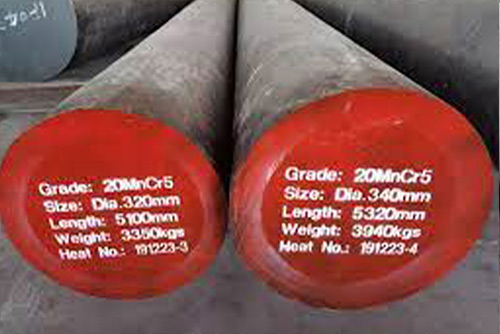 Grade: 20MnCr5
Size: Dia.320mm
Length: 5100mm
Weight: 3350kgs
Heat No.: 191223-3
Grade: 20MnCr5
Size: Dia.340mm
Length: 5320mm
Weight: 3940kgs
Heat No.: 191223-4